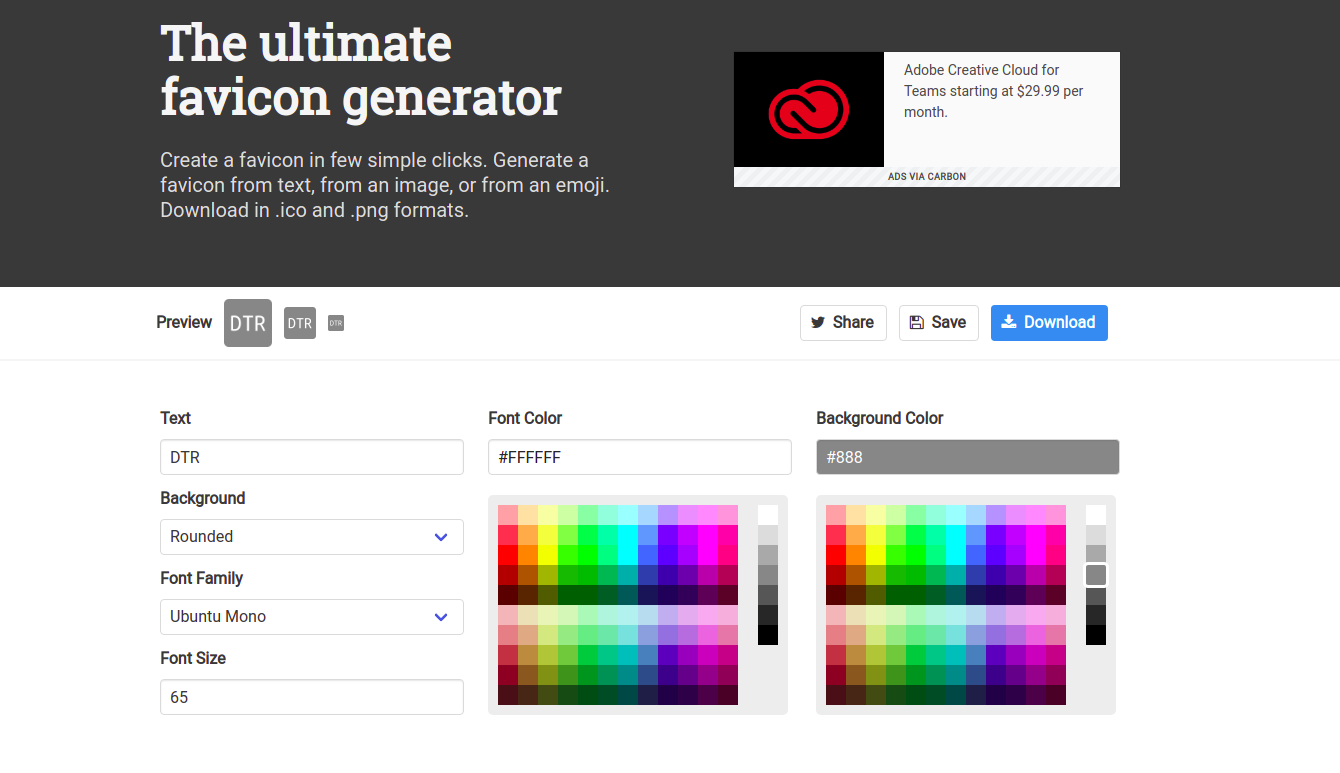 The ultimate
favicon generator
Create a favicon in few simple clicks. Generate a
favicon from text, from an image, or from an emoji.
Download in .ico and .png formats.
Adobe Creative Cloud for
Teams starting at $29.99 per
month.
ADS VIA CARBON
Preview DTR DTR DTR Share Save Download
Text
DTR
Background
Rounded
Font Family
Ubuntu Mono
Font Size
65
Font Color
#FFFFFF
Background Color
#888